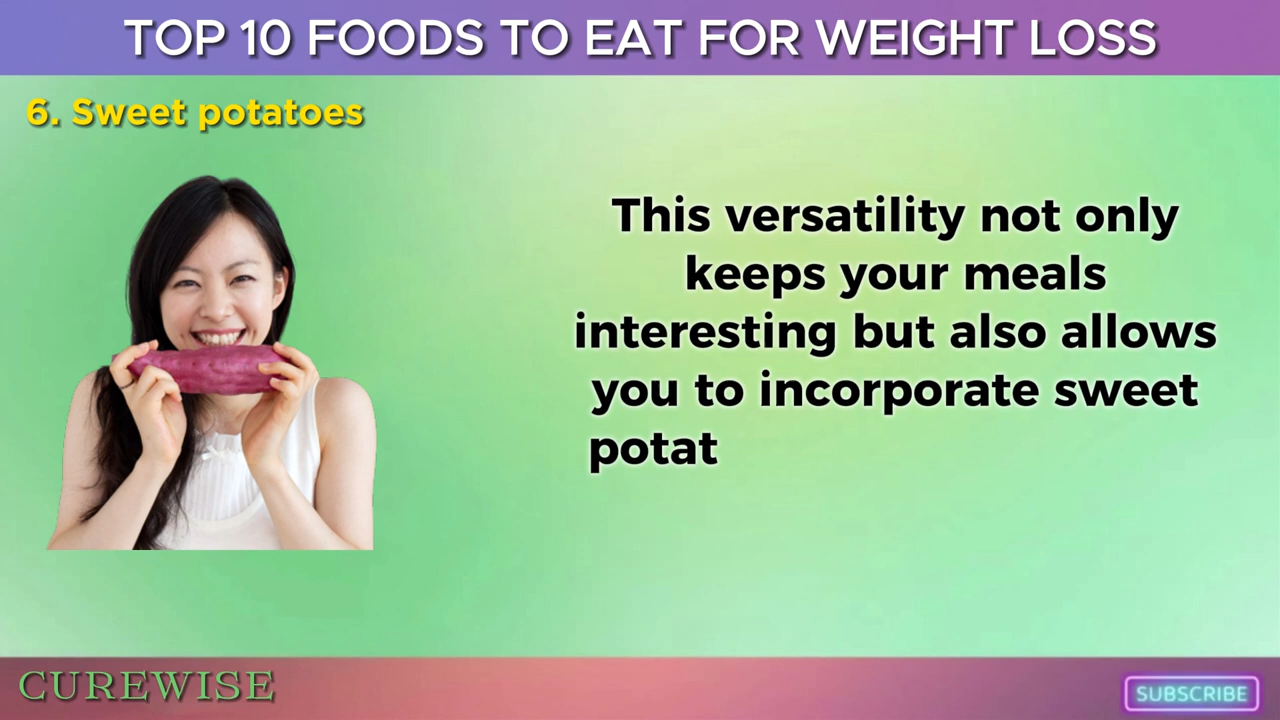 TOP 10 FOODS TO EAT FOR WEIGHT LOSS
6. Sweet potatoes
This versatility not only
keeps your meals
interesting but also allows
you to incorporate sweet
potat
CUREWISE
SUBSCRIBE